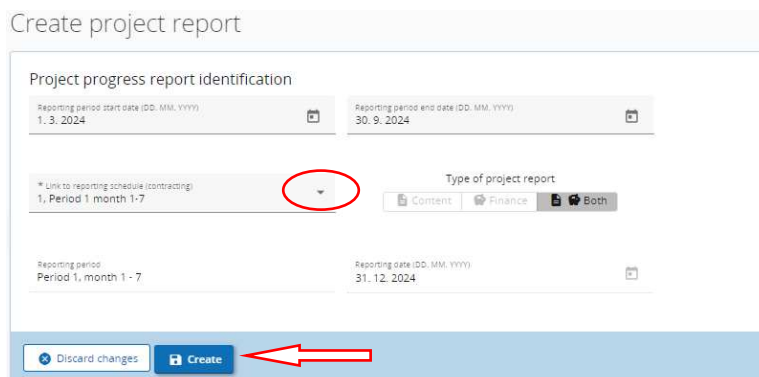 Create project report
Project progress report identification
Reporting period start date (DD. MM. YYYY)
1. 3. 2024
Reporting period end date (DD. MM. YYYY)
30. 9. 2024
* Link to reporting schedule (contracting)
1, Period 1 month 1-7
Type of project report
Content Finance Both
Reporting period
Period 1, month 1 - 7
Reporting date (DD. MM. YYYY)
31. 12. 2024
Discard changes Create